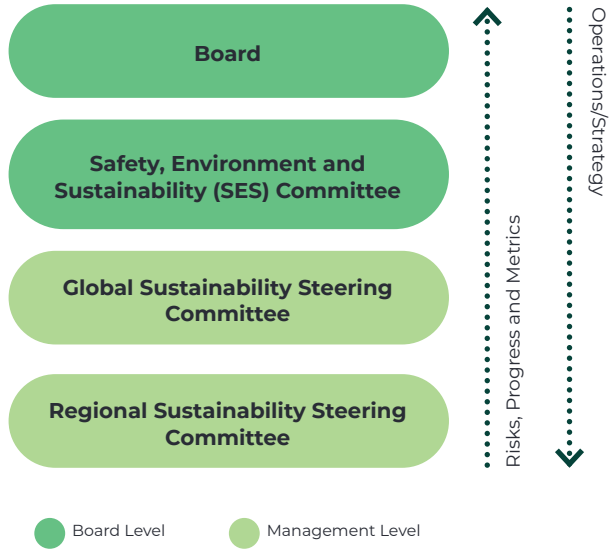 Board
Safety, Environment and
Sustainability (SES) Committee
Global Sustainability Steering
Committee
Regional Sustainability Steering
Committee
Risks, Progress and Metrics
Operations/Strategy
Board Level
Management Level